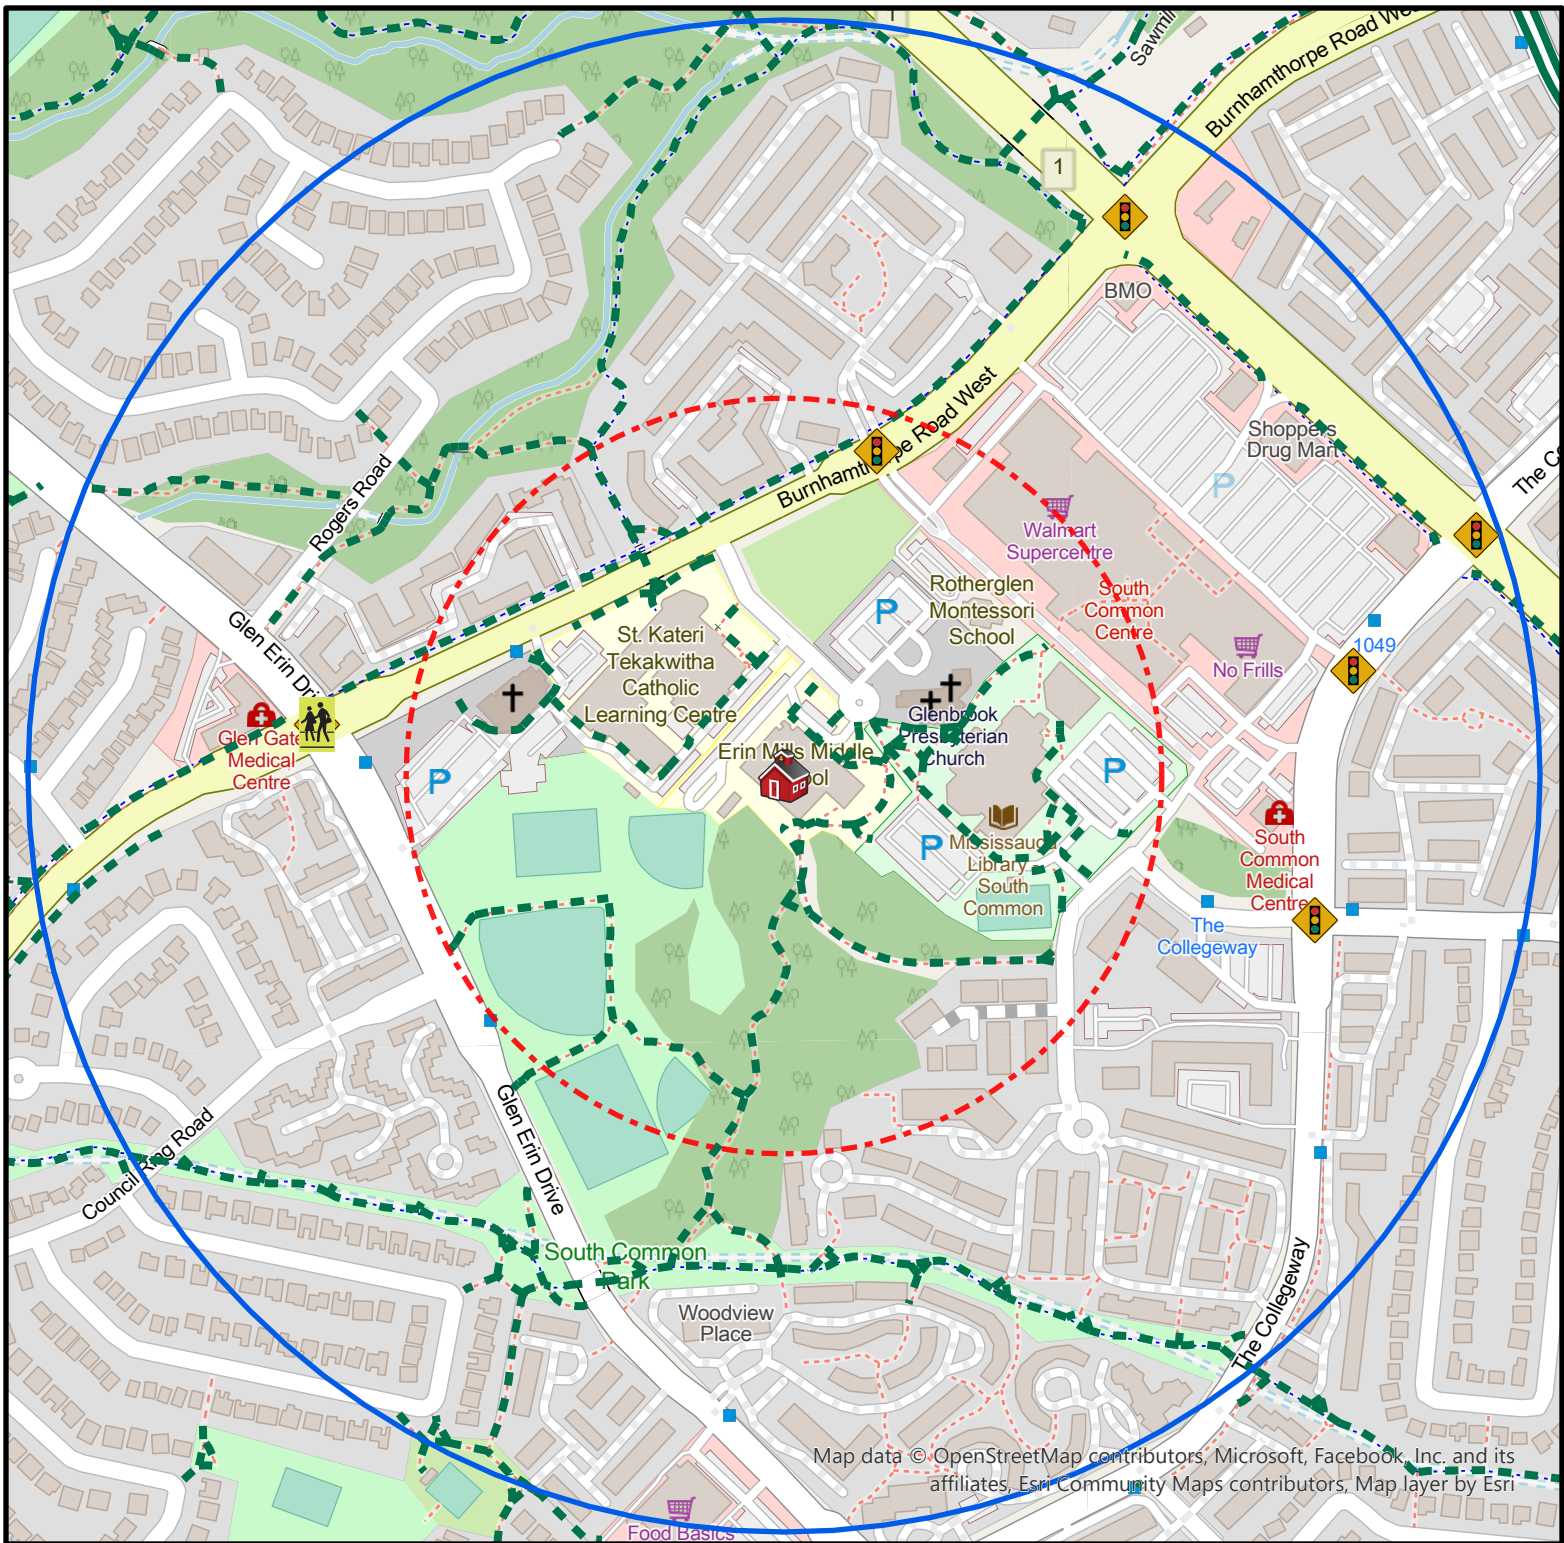 1
Sawmill
Burnhamthorpe Road West
1
BMO
Burnhamthorpe Road West
Shoppers
Drug Mart
P
The Co
Rogers Road
Walmart
Supercentre
Rotherglen
Montessori
School
P
South
Common
Centre
Glen Erin Drive
St. Kateri
Tekakwitha
Catholic
Learning Centre
1049
No Frills
Glen Gate
Medical
Centre
Glenbrook
Presbyterian
Church
Erin Mills Middle
ool
P
P
P
Mississauga
Library -
South
Common
South
Common
Medical
Centre
The
Collegeway
Glen Erin Drive
Council Ring Road
South Common
Park
The Collegeway
Woodview
Place
Map data © OpenStreetMap contributors, Microsoft, Facebook, Inc. and its
affiliates, Esri Community Maps contributors, Map layer by Esri
Food Basics